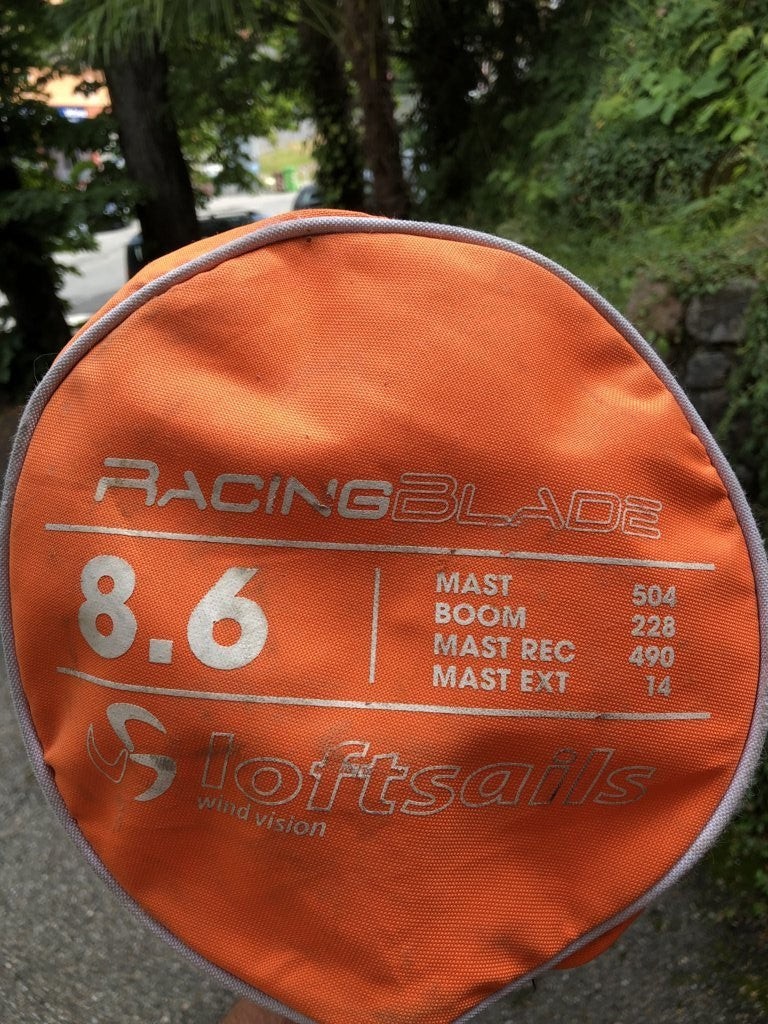 RACINGBLADE
8.6
MAST 504
BOOM 228
MAST REC 490
MAST EXT 14
loftsails
wind vision